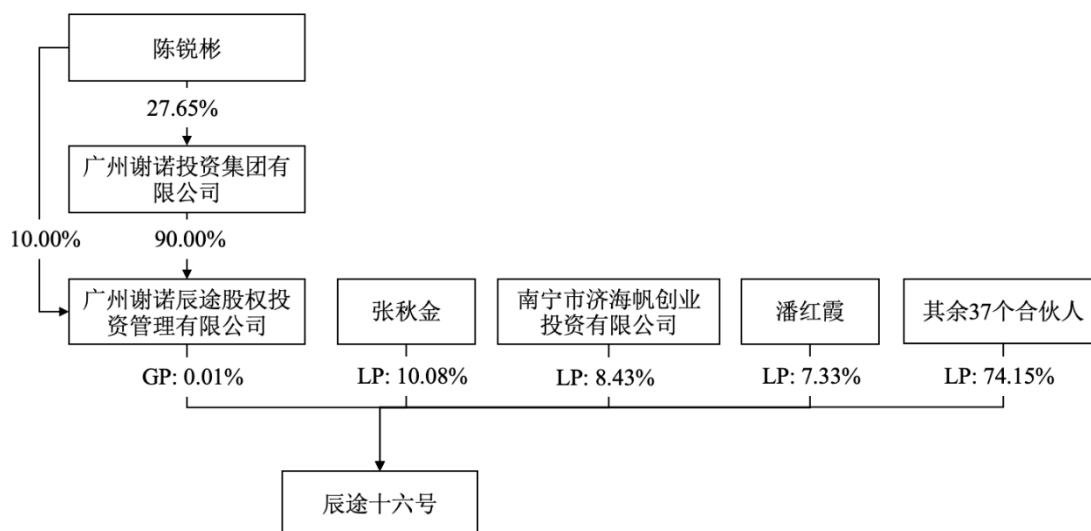 陈锐彬
27.65%
广州谢诺投资集团有
限公司
10.00%
90.00%
广州谢诺辰途股权投
资管理有限公司
张秋金
南宁市济海帆创业
投资有限公司
潘红霞
其余37个合伙人
GP: 0.01%
LP: 10.08%
LP: 8.43%
LP: 7.33%
LP: 74.15%
辰途十六号